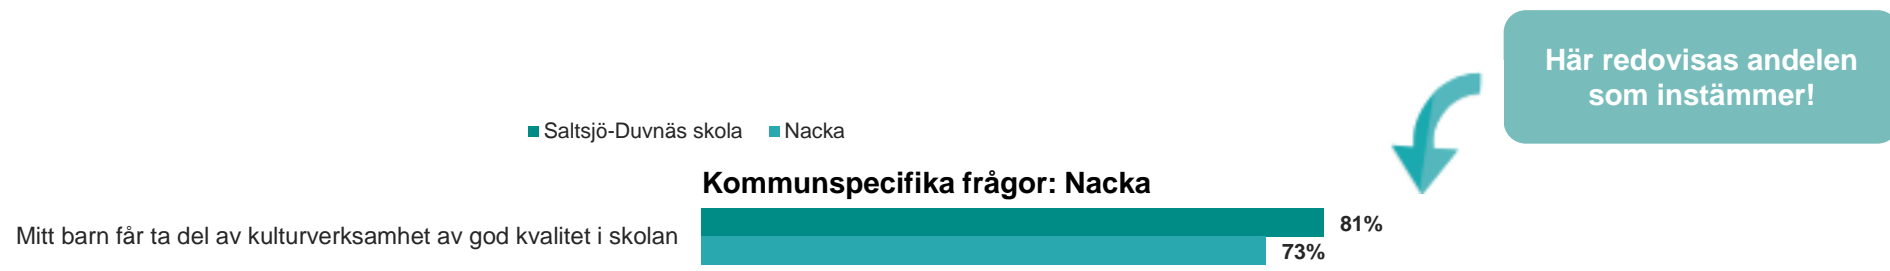 Här redovisas andelen
som instämmer!
Saltsjö-Duvnäs skola Nacka
Kommunspecifika frågor: Nacka
Mitt barn får ta del av kulturverksamhet av god kvalitet i skolan
81%
73%